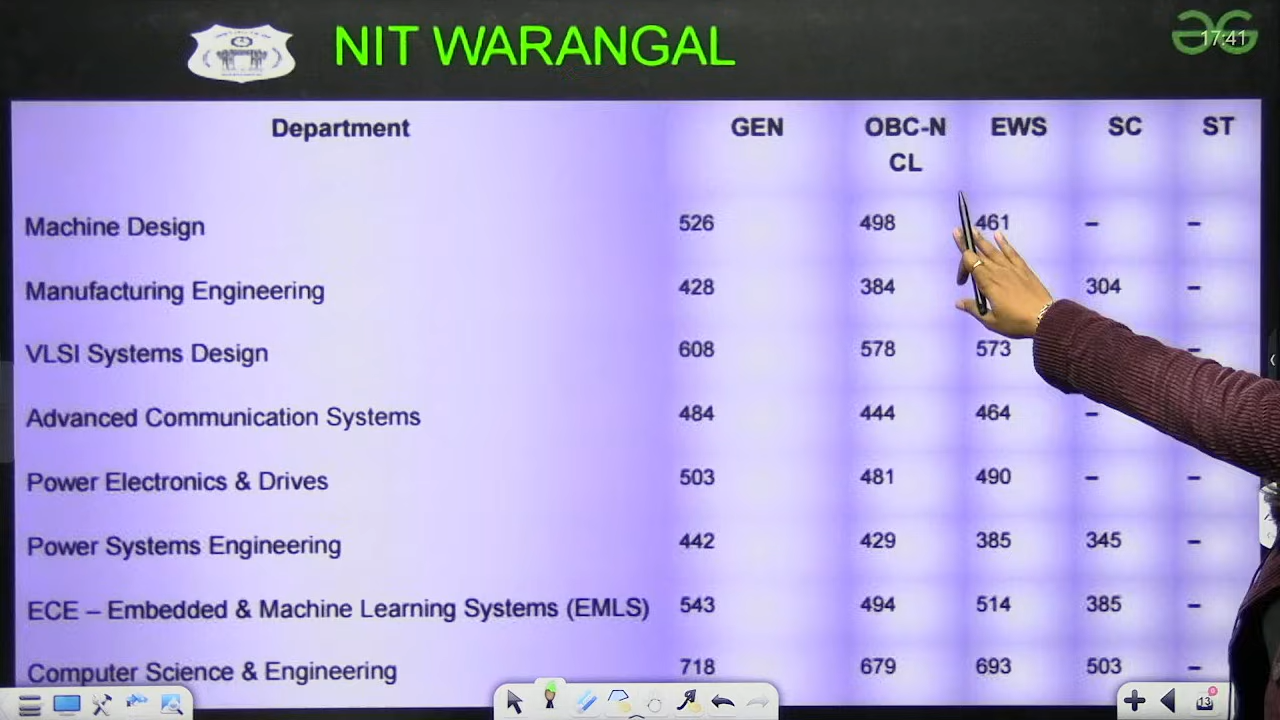 NIT WARANGAL
17:41
Department GEN OBC-N EWS SC ST
CL
Machine Design 526 498 461 – –
Manufacturing Engineering 428 384 304 –
VLSI Systems Design 608 578 573 –
Advanced Communication Systems 484 444 464 –
Power Electronics & Drives 503 481 490 – –
Power Systems Engineering 442 429 385 345 –
ECE – Embedded & Machine Learning Systems (EMLS) 543 494 514 385 –
Computer Science & Engineering 718 679 693 503 –
13